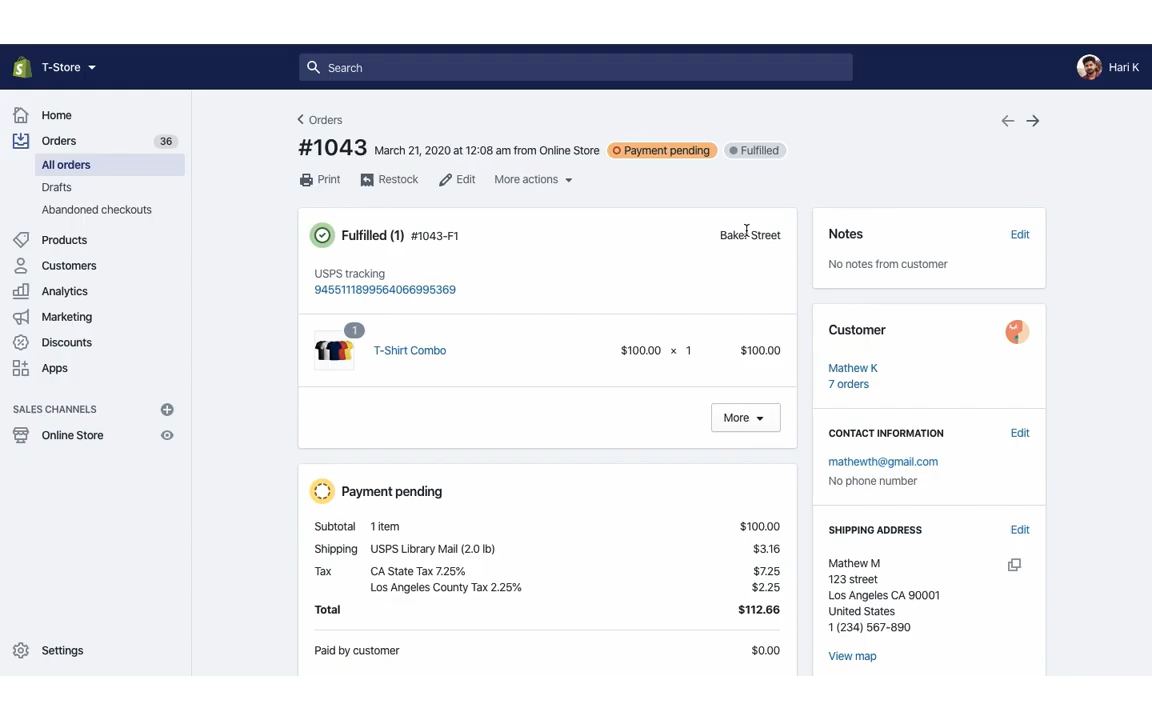 T-Store
Search
Hari K
Home
Orders 36
All orders
Drafts
Abandoned checkouts
Products
Customers
Analytics
Marketing
Discounts
Apps
SALES CHANNELS
Online Store
Settings
Orders
#1043 March 21, 2020 at 12:08 am from Online Store Payment pending Fulfilled
Print Restock Edit More actions
Fulfilled (1) #1043-F1 Baker Street
USPS tracking
9455111899564066995369
1
T-Shirt Combo $100.00 × 1 $100.00
More
Payment pending
Subtotal 1 item $100.00
Shipping USPS Library Mail (2.0 lb) $3.16
Tax CA State Tax 7.25% $7.25
Los Angeles County Tax 2.25% $2.25
Total $112.66
Paid by customer $0.00
Notes Edit
No notes from customer
Customer
Mathew K
7 orders
CONTACT INFORMATION Edit
mathewth@gmail.com
No phone number
SHIPPING ADDRESS Edit
Mathew M
123 street
Los Angeles CA 90001
United States
1 (234) 567-890
View map